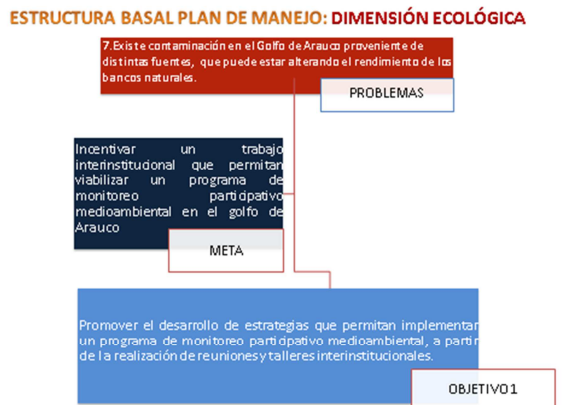 ESTRUCTURA BASAL PLAN DE MANEJO: DIMENSIÓN ECOLÓGICA
7.Existe contaminación en el Golfo de Arauco proveniente de
distintas fuentes, que puede estar alterando el rendimiento de los
bancos naturales.
PROBLEMAS
Incentivar un trabajo
interinstitucional que permitan
viabilizar un programa de
monitoreo participativo
medioambiental en el golfo de
Arauco
META
Promover el desarrollo de estrategias que permitan implementar
un programa de monitoreo participativo medioambiental, a partir
de la realización de reuniones y talleres interinstitucionales.
OBJETIVO 1